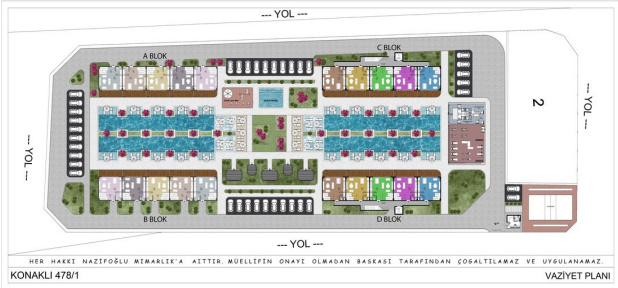 --- YOL ---
A BLOK
C BLOK
--- YOL ---
2
--- YOL ---
B BLOK
D BLOK
--- YOL ---
HER HAKKI NAZİFOĞLU MİMARLIK'A AİTTİR. MÜELLİFİN ONAYI OLMADAN BAŞKASI TARAFINDAN ÇOĞALTILAMAZ VE UYGULANAMAZ.
KONAKLI 478/1
VAZİYET PLANI